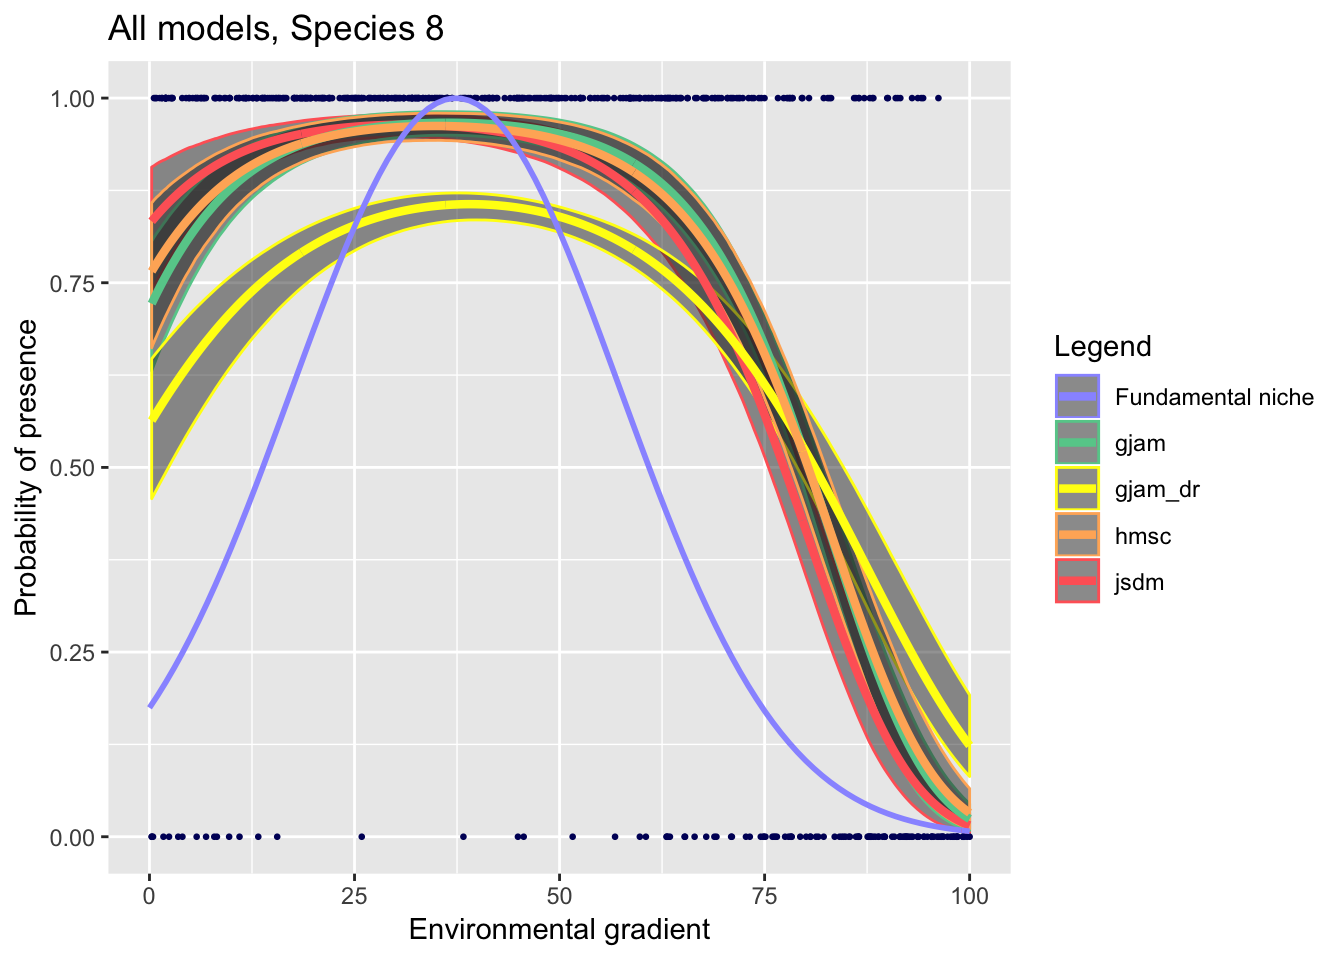 All models, Species 8
Probability of presence
1.00
0.75
0.50
0.25
0.00
0
25
50
75
100
Environmental gradient
Legend
Fundamental niche
gjam
gjam_dr
hmsc
jsdm